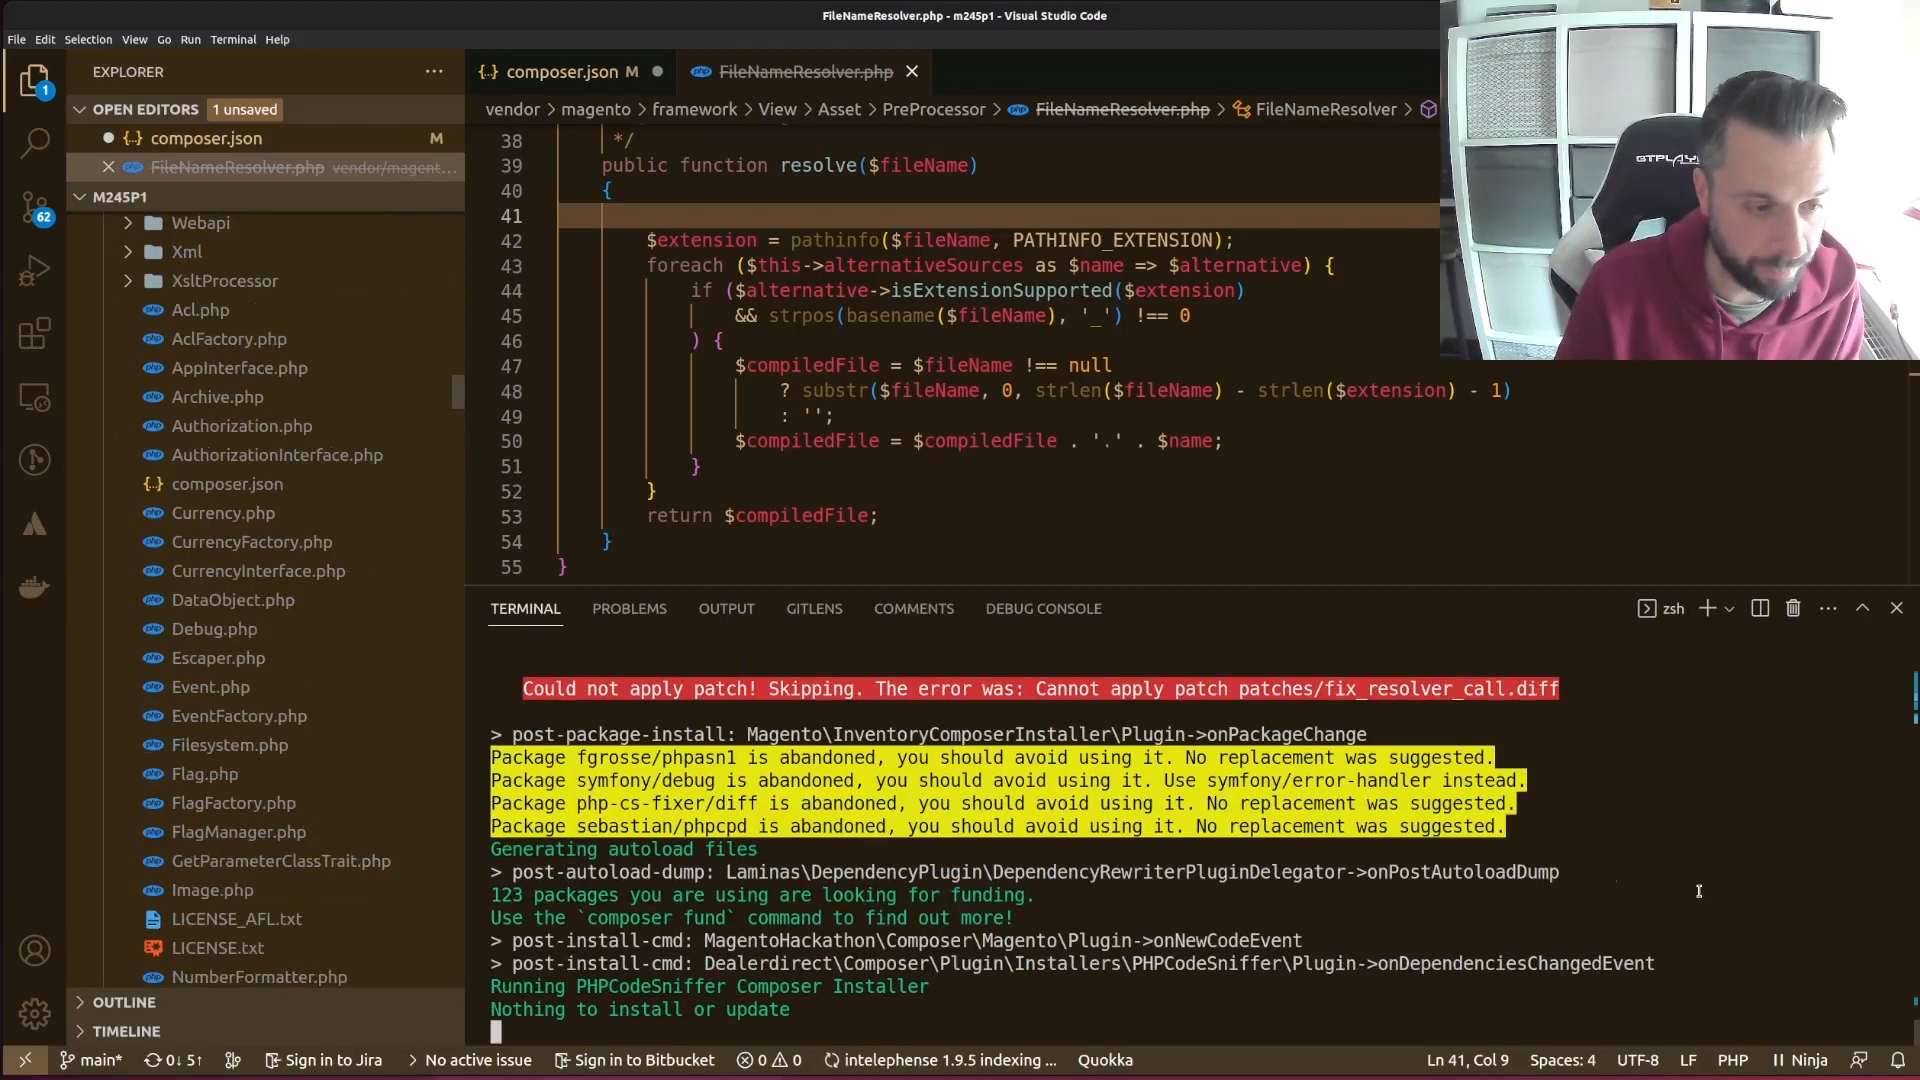 FileNameResolver.php - m245p1 - Visual Studio Code
File Edit Selection View Go Run Terminal Help
EXPLORER
OPEN EDITORS 1 unsaved
composer.json M
FileNameResolver.php vendor/magent...
M245P1
Webapi
Xml
XsltProcessor
Acl.php
AclFactory.php
AppInterface.php
Archive.php
Authorization.php
AuthorizationInterface.php
composer.json
Currency.php
CurrencyFactory.php
CurrencyInterface.php
DataObject.php
Debug.php
Escaper.php
Event.php
EventFactory.php
Filesystem.php
Flag.php
FlagFactory.php
FlagManager.php
GetParameterClassTrait.php
Image.php
LICENSE_AFL.txt
LICENSE.txt
NumberFormatter.php
OUTLINE
TIMELINE
1
62
composer.json M
FileNameResolver.php
vendor > magento > framework > View > Asset > PreProcessor > FileNameResolver.php > FileNameResolver >
38 */
39 public function resolve($fileName)
40 {
41
42 $extension = pathinfo($fileName, PATHINFO_EXTENSION);
43 foreach ($this->alternativeSources as $name => $alternative) {
44 if ($alternative->isExtensionSupported($extension)
45 && strpos(basename($fileName), '_') !== 0
46 ) {
47 $compiledFile = $fileName !== null
48 ? substr($fileName, 0, strlen($fileName) - strlen($extension) - 1)
49 : '';
50 $compiledFile = $compiledFile . '.' . $name;
51 }
52 }
53 return $compiledFile;
54 }
55 }
TERMINAL PROBLEMS OUTPUT GITLENS COMMENTS DEBUG CONSOLE
zsh
Could not apply patch! Skipping. The error was: Cannot apply patch patches/fix_resolver_call.diff
> post-package-install: Magento\InventoryComposerInstaller\Plugin->onPackageChange
Package fgrosse/phpasn1 is abandoned, you should avoid using it. No replacement was suggested.
Package symfony/debug is abandoned, you should avoid using it. Use symfony/error-handler instead.
Package php-cs-fixer/diff is abandoned, you should avoid using it. No replacement was suggested.
Package sebastian/phpcpd is abandoned, you should avoid using it. No replacement was suggested.
Generating autoload files
> post-autoload-dump: Laminas\DependencyPlugin\DependencyRewriterPluginDelegator->onPostAutoloadDump
123 packages you are using are looking for funding.
Use the `composer fund` command to find out more!
> post-install-cmd: MagentoHackathon\Composer\Magento\Plugin->onNewCodeEvent
> post-install-cmd: Dealerdirect\Composer\Plugin\Installers\PHPCodeSniffer\Plugin->onDependenciesChangedEvent
Running PHPCodeSniffer Composer Installer
Nothing to install or update
main* 0↓ 5↑ Sign in to Jira No active issue Sign in to Bitbucket 0 0 intelephense 1.9.5 indexing ... Quokka Ln 41, Col 9 Spaces: 4 UTF-8 LF PHP Ninja